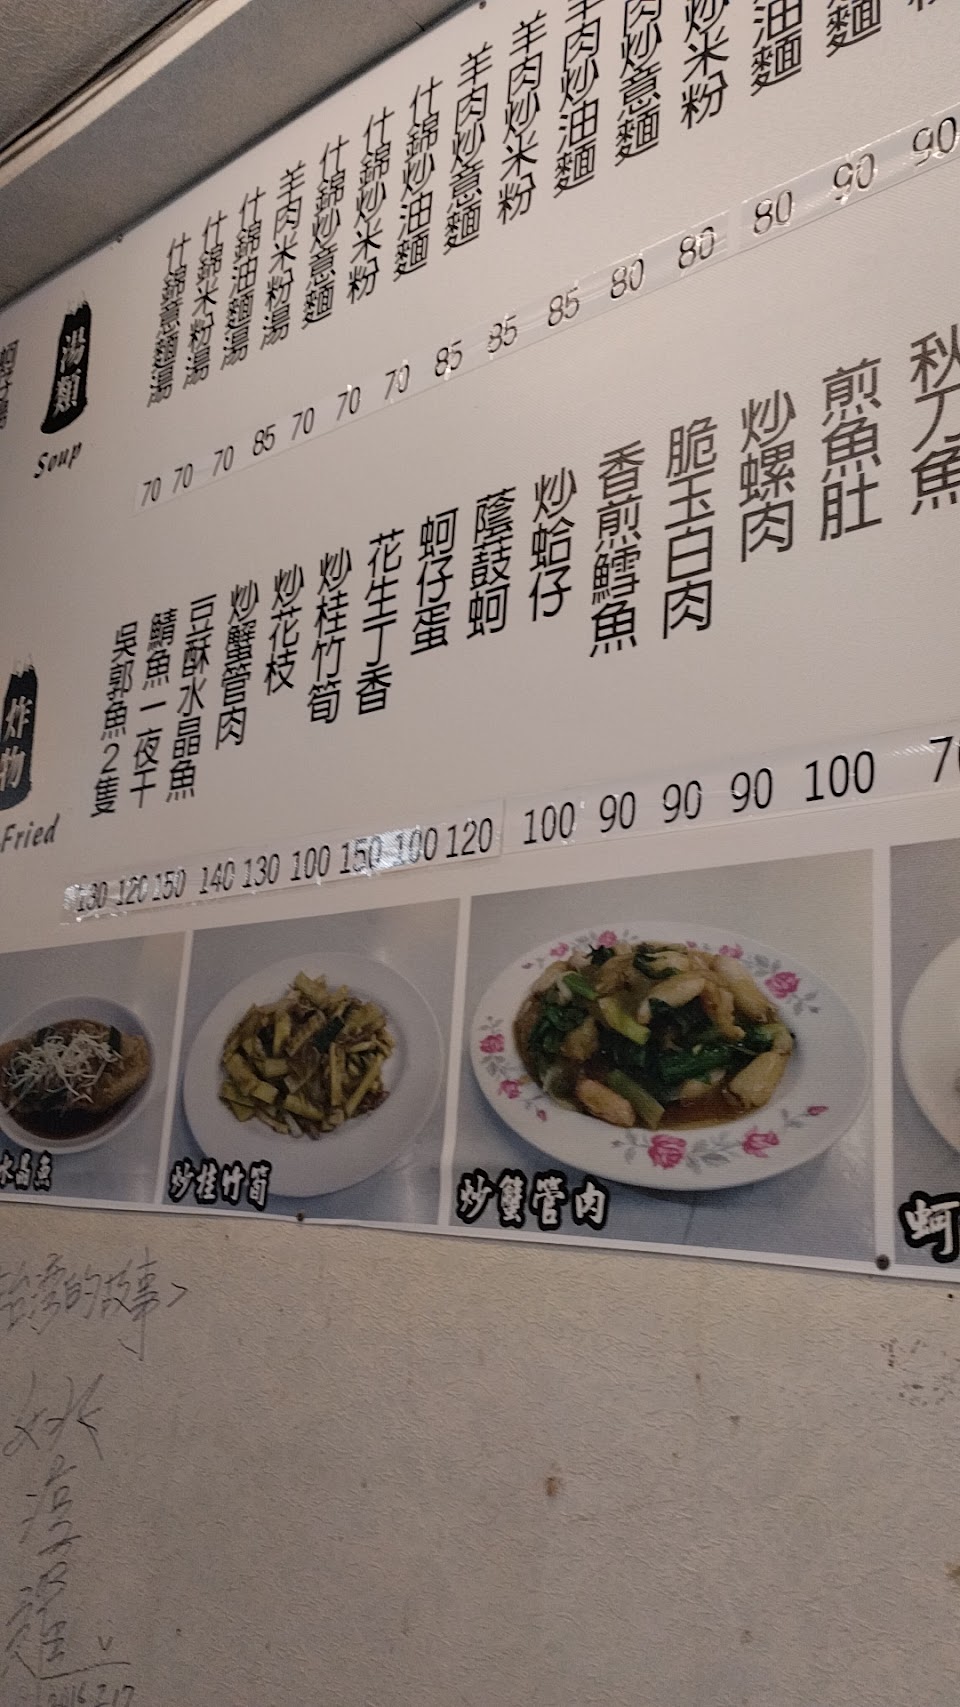 什錦意麵湯
什錦米粉湯
什錦油麵湯
羊肉米粉湯
什錦炒意麵
什錦炒米粉
什錦炒油麵
羊肉炒意麵
羊肉炒米粉
羊肉炒油麵
肉炒意麵
炒米粉
油麵
麵
70 70 70 85 70 70 70 85 85 85 80 80 80 90 90
湯類
Soup
吳郭魚2隻
鯖魚一夜干
豆酥水晶魚
炒蟹管肉
炒花枝
炒桂竹筍
花生丁香
蚵仔蛋
蔭鼓蚵
炒蛤仔
香煎鱈魚
脆玉白肉
炒螺肉
煎魚肚
秋刀魚
130 120 150 140 130 100 150 100 120 100 90 90 90 100
炸物
Fried
水晶魚
炒桂竹筍
炒蟹管肉
蚵
台灣的故事